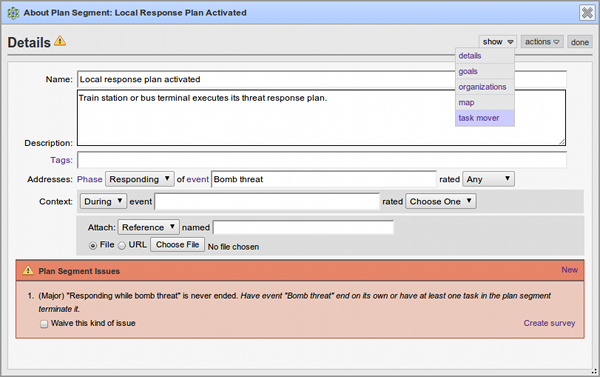 About Plan Segment: Local Response Plan Activated
Details
show
actions
done
details
goals
organizations
map
task mover
Name: Local response plan activated
Train station or bus terminal executes its threat response plan.
Description:
Tags:
Addresses: Phase Responding of event Bomb threat rated Any
Context: During event rated Choose One
Attach: Reference named
File URL Choose File No file chosen
Plan Segment Issues New
1. (Major) "Responding while bomb threat" is never ended. Have event "Bomb threat" end on its own or have at least one task in the plan segment
terminate it.
Waive this kind of issue Create survey